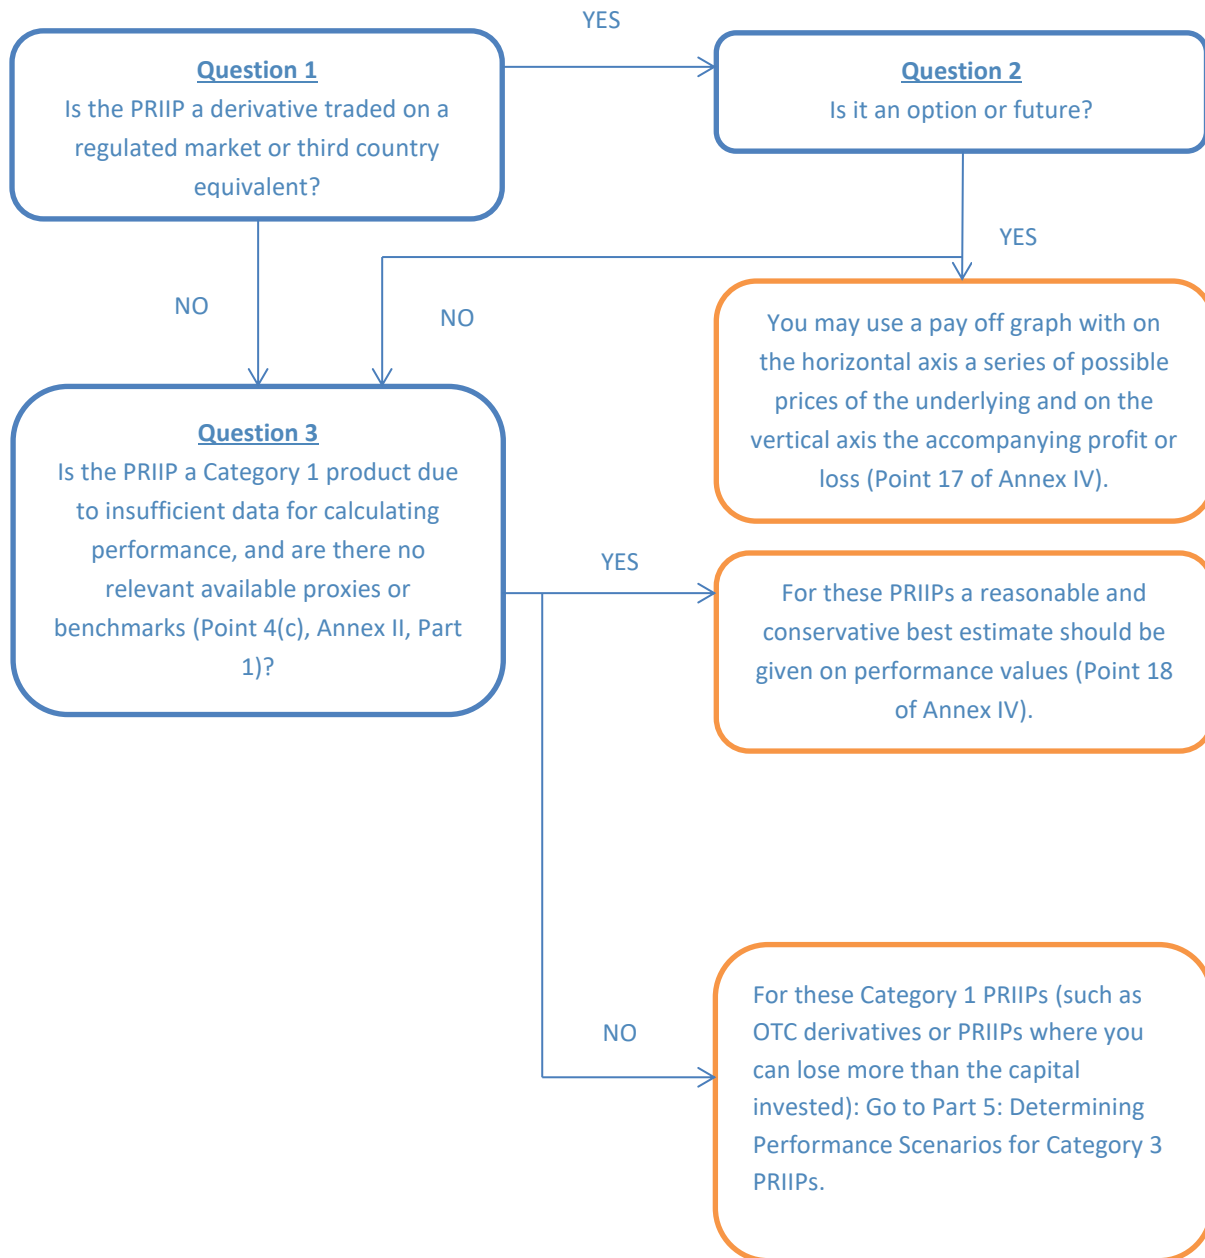 YES
Question 1
Is the PRIIP a derivative traded on a
regulated market or third country
equivalent?
Question 2
Is it an option or future?
YES
NO
NO
You may use a pay off graph with on
the horizontal axis a series of possible
prices of the underlying and on the
vertical axis the accompanying profit or
loss (Point 17 of Annex IV).
Question 3
Is the PRIIP a Category 1 product due
to insufficient data for calculating
performance, and are there no
relevant available proxies or
benchmarks (Point 4(c), Annex II, Part
1)?
YES
For these PRIIPs a reasonable and
conservative best estimate should be
given on performance values (Point 18
of Annex IV).
NO
For these Category 1 PRIIPs (such as
OTC derivatives or PRIIPs where you
can lose more than the capital
invested): Go to Part 5: Determining
Performance Scenarios for Category 3
PRIIPs.